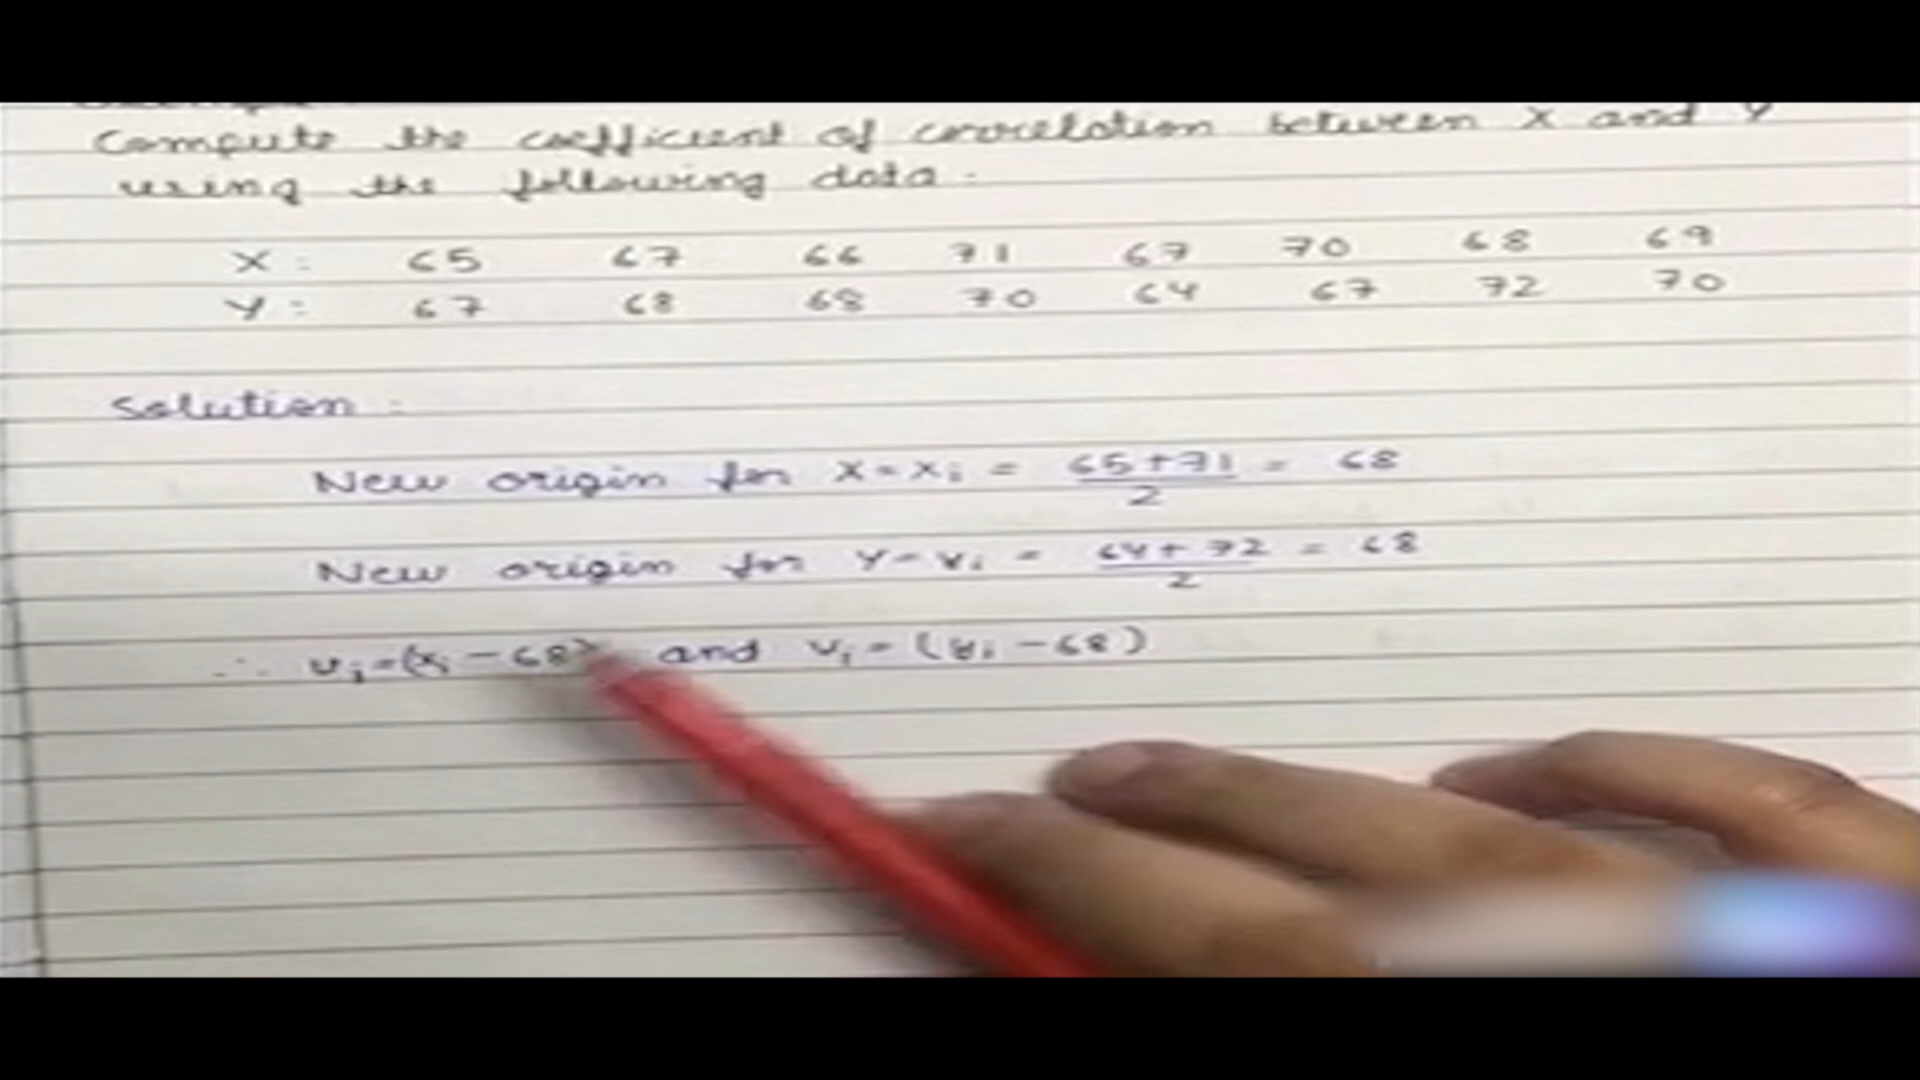 Compute the coefficient of correlation between X and Y
using the following data.
X : 65 67 66 71 67 70 68 69
Y : 67 68 68 70 64 67 72 70
Solution :
New origin for X = xi = 65+71/2 = 68
New origin for Y = yi = 64+72/2 = 68
∴ ui = (xi - 68) and vi = (yi - 68)